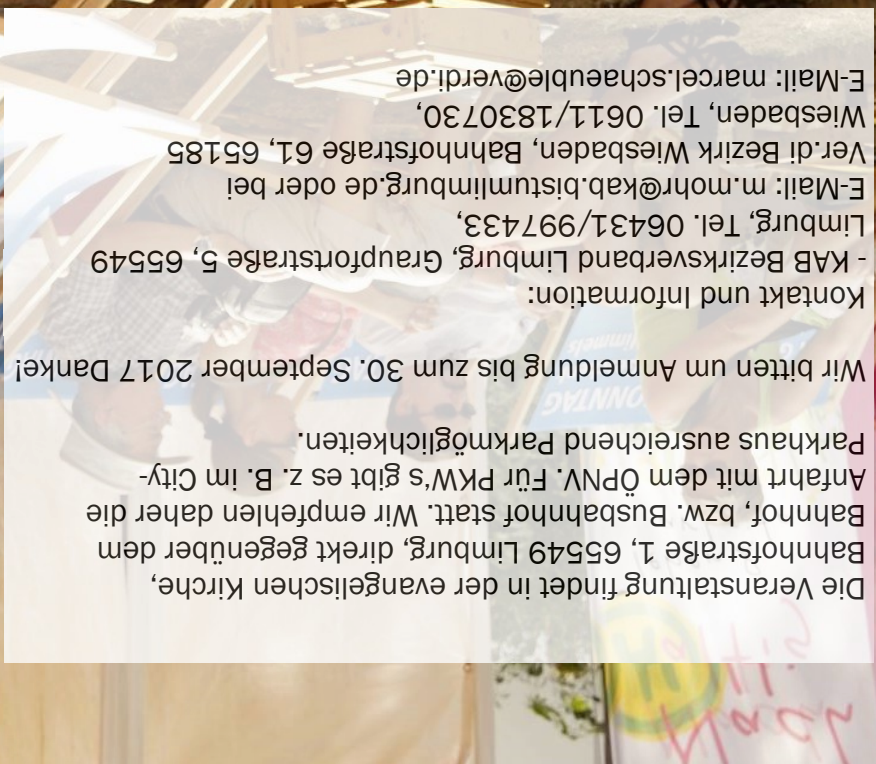 Die Veranstaltung findet in der evangelischen Kirche,
Bahnhofstraße 1, 65549 Limburg, direkt gegenüber dem
Bahnhof, bzw. Busbahnhof statt. Wir empfehlen daher die
Anfahrt mit dem ÖPNV. Für PKW's gibt es z. B. im City-
Parkhaus ausreichend Parkmöglichkeiten.
Wir bitten um Anmeldung bis zum 30. September 2017 Danke!
Kontakt und Information:
- KAB Bezirksverband Limburg, Graupfortstraße 5, 65549
Limburg, Tel. 06431/997433,
E-Mail: m.mohr@kab.bistumlimburg.de oder bei
Ver.di Bezirk Wiesbaden, Bahnhofstraße 61, 65185
Wiesbaden, Tel. 0611/1830730,
E-Mail: marcel.schaeuble@verdi.de
Nach
H
SONNTAG